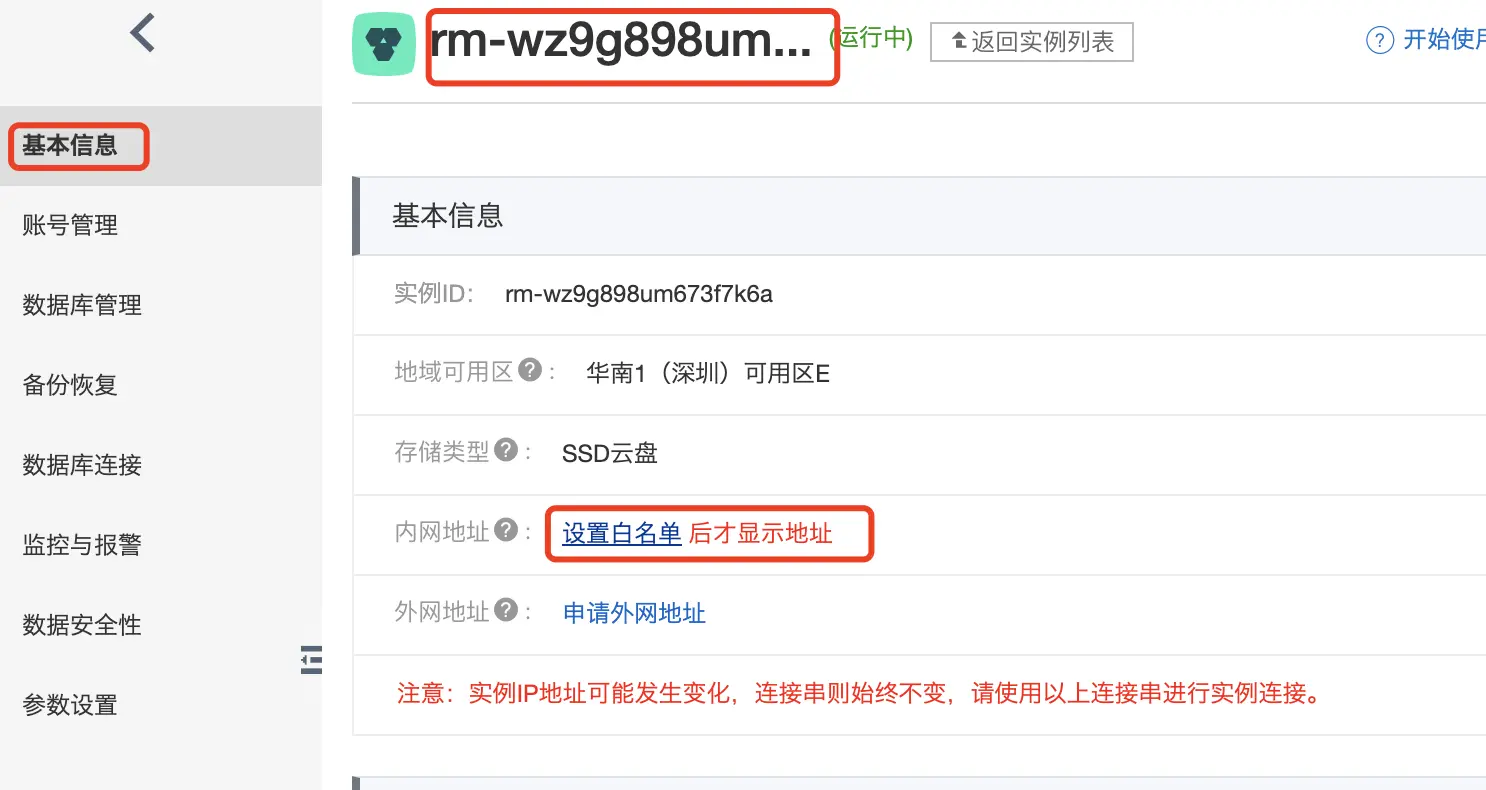 rm-wz9g898um... (运行中) 返回实例列表 ? 开始使用
基本信息
账号管理
数据库管理
备份恢复
数据库连接
监控与报警
数据安全性
参数设置
基本信息
实例ID: rm-wz9g898um673f7k6a
地域可用区 ? : 华南1（深圳）可用区E
存储类型 ? : SSD云盘
内网地址 ? : 设置白名单 后才显示地址
外网地址 ? : 申请外网地址
注意：实例IP地址可能发生变化，连接串则始终不变，请使用以上连接串进行实例连接。